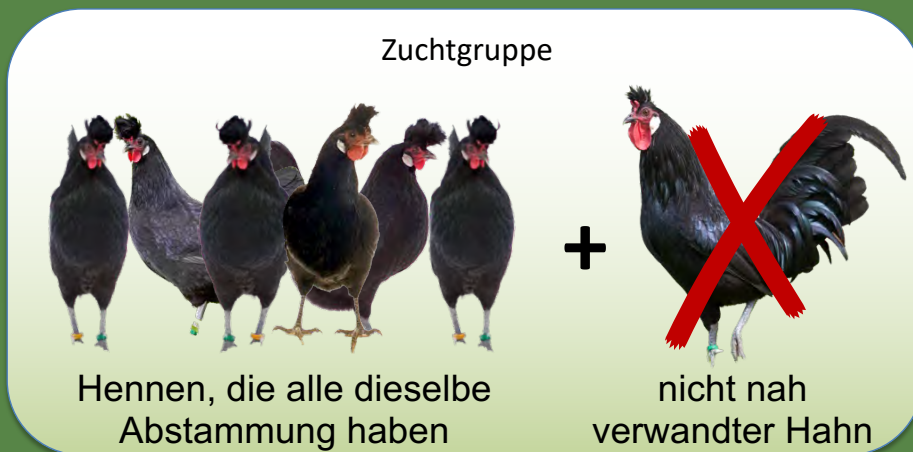 Zuchtgruppe
+
Hennen, die alle dieselbe
Abstammung haben
nicht nah
verwandter Hahn